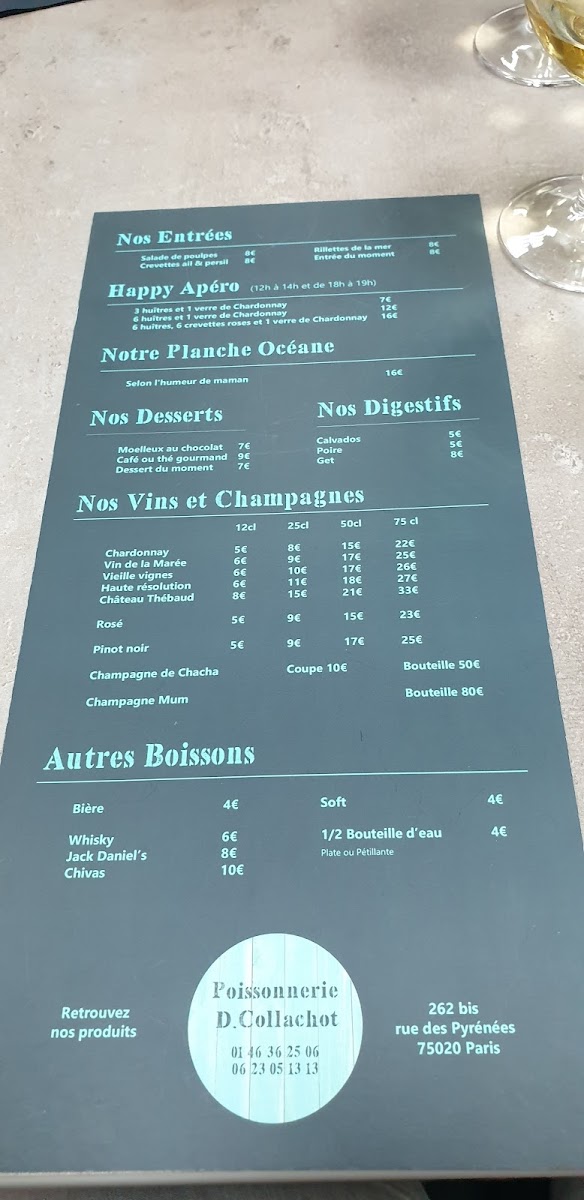 Nos Entrées
Salade de poulpes 8€ Rillettes de la mer 8€
Crevettes ail & persil 8€ Entrée du moment 8€
Happy Apéro (12h à 14h et de 18h à 19h)
3 huîtres et 1 verre de Chardonnay 7€
6 huîtres et 1 verre de Chardonnay 12€
6 huîtres, 6 crevettes roses et 1 verre de Chardonnay 16€
Notre Planche Océane
Selon l'humeur de maman 16€
Nos Desserts
Moelleux au chocolat 7€
Café ou thé gourmand 9€
Dessert du moment 7€
Nos Digestifs
Calvados 5€
Poire 5€
Get 8€
Nos Vins et Champagnes
12cl 25cl 50cl 75 cl
Chardonnay 5€ 8€ 15€ 22€
Vin de la Marée 6€ 9€ 17€ 25€
Vieille vignes 6€ 10€ 17€ 26€
Haute résolution 6€ 11€ 18€ 27€
Château Thébaud 8€ 15€ 21€ 33€
Rosé 5€ 9€ 15€ 23€
Pinot noir 5€ 9€ 17€ 25€
Champagne de Chacha Coupe 10€ Bouteille 50€
Champagne Mum Bouteille 80€
Autres Boissons
Bière 4€
Whisky 6€
Jack Daniel's 8€
Chivas 10€
Soft 4€
1/2 Bouteille d'eau 4€
Plate ou Pétillante
Retrouvez
nos produits
Poissonnerie
D.Collachot
01 46 36 25 06
06 23 05 13 13
262 bis
rue des Pyrénées
75020 Paris